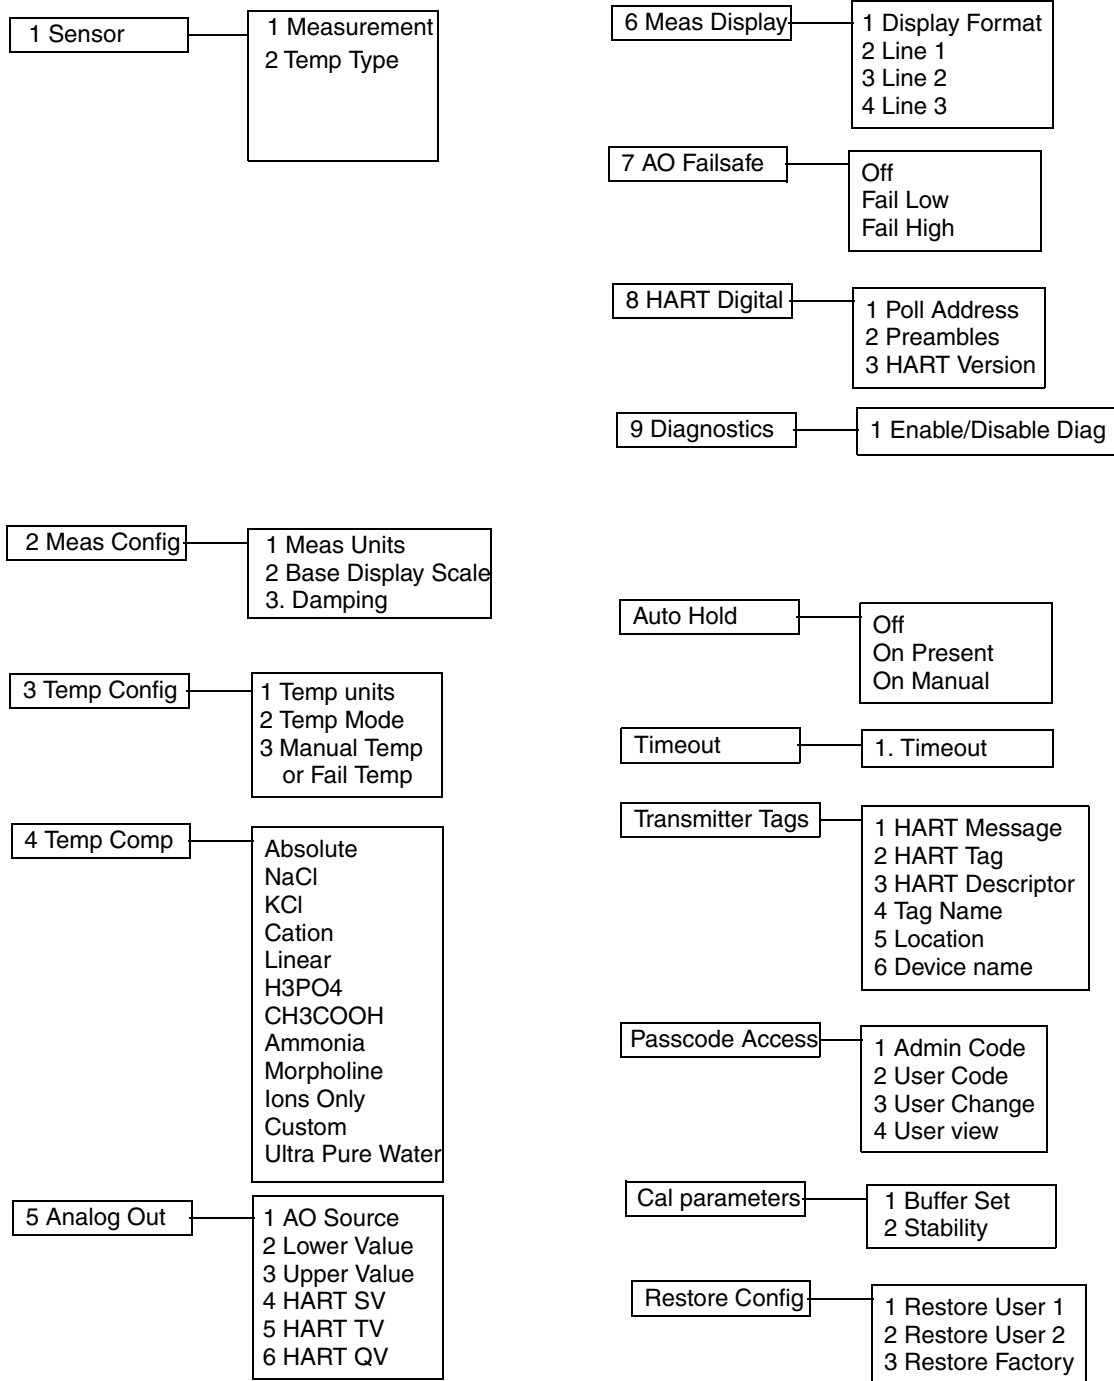 1 Sensor
1 Measurement
2 Temp Type
2 Meas Config
1 Meas Units
2 Base Display Scale
3. Damping
3 Temp Config
1 Temp units
2 Temp Mode
3 Manual Temp
or Fail Temp
4 Temp Comp
Absolute
NaCl
KCl
Cation
Linear
H3PO4
CH3COOH
Ammonia
Morpholine
Ions Only
Custom
Ultra Pure Water
5 Analog Out
1 AO Source
2 Lower Value
3 Upper Value
4 HART SV
5 HART TV
6 HART QV
6 Meas Display
1 Display Format
2 Line 1
3 Line 2
4 Line 3
7 AO Failsafe
Off
Fail Low
Fail High
8 HART Digital
1 Poll Address
2 Preambles
3 HART Version
9 Diagnostics
1 Enable/Disable Diag
Auto Hold
Off
On Present
On Manual
Timeout
1. Timeout
Transmitter Tags
1 HART Message
2 HART Tag
3 HART Descriptor
4 Tag Name
5 Location
6 Device name
Passcode Access
1 Admin Code
2 User Code
3 User Change
4 User view
Cal parameters
1 Buffer Set
2 Stability
Restore Config
1 Restore User 1
2 Restore User 2
3 Restore Factory